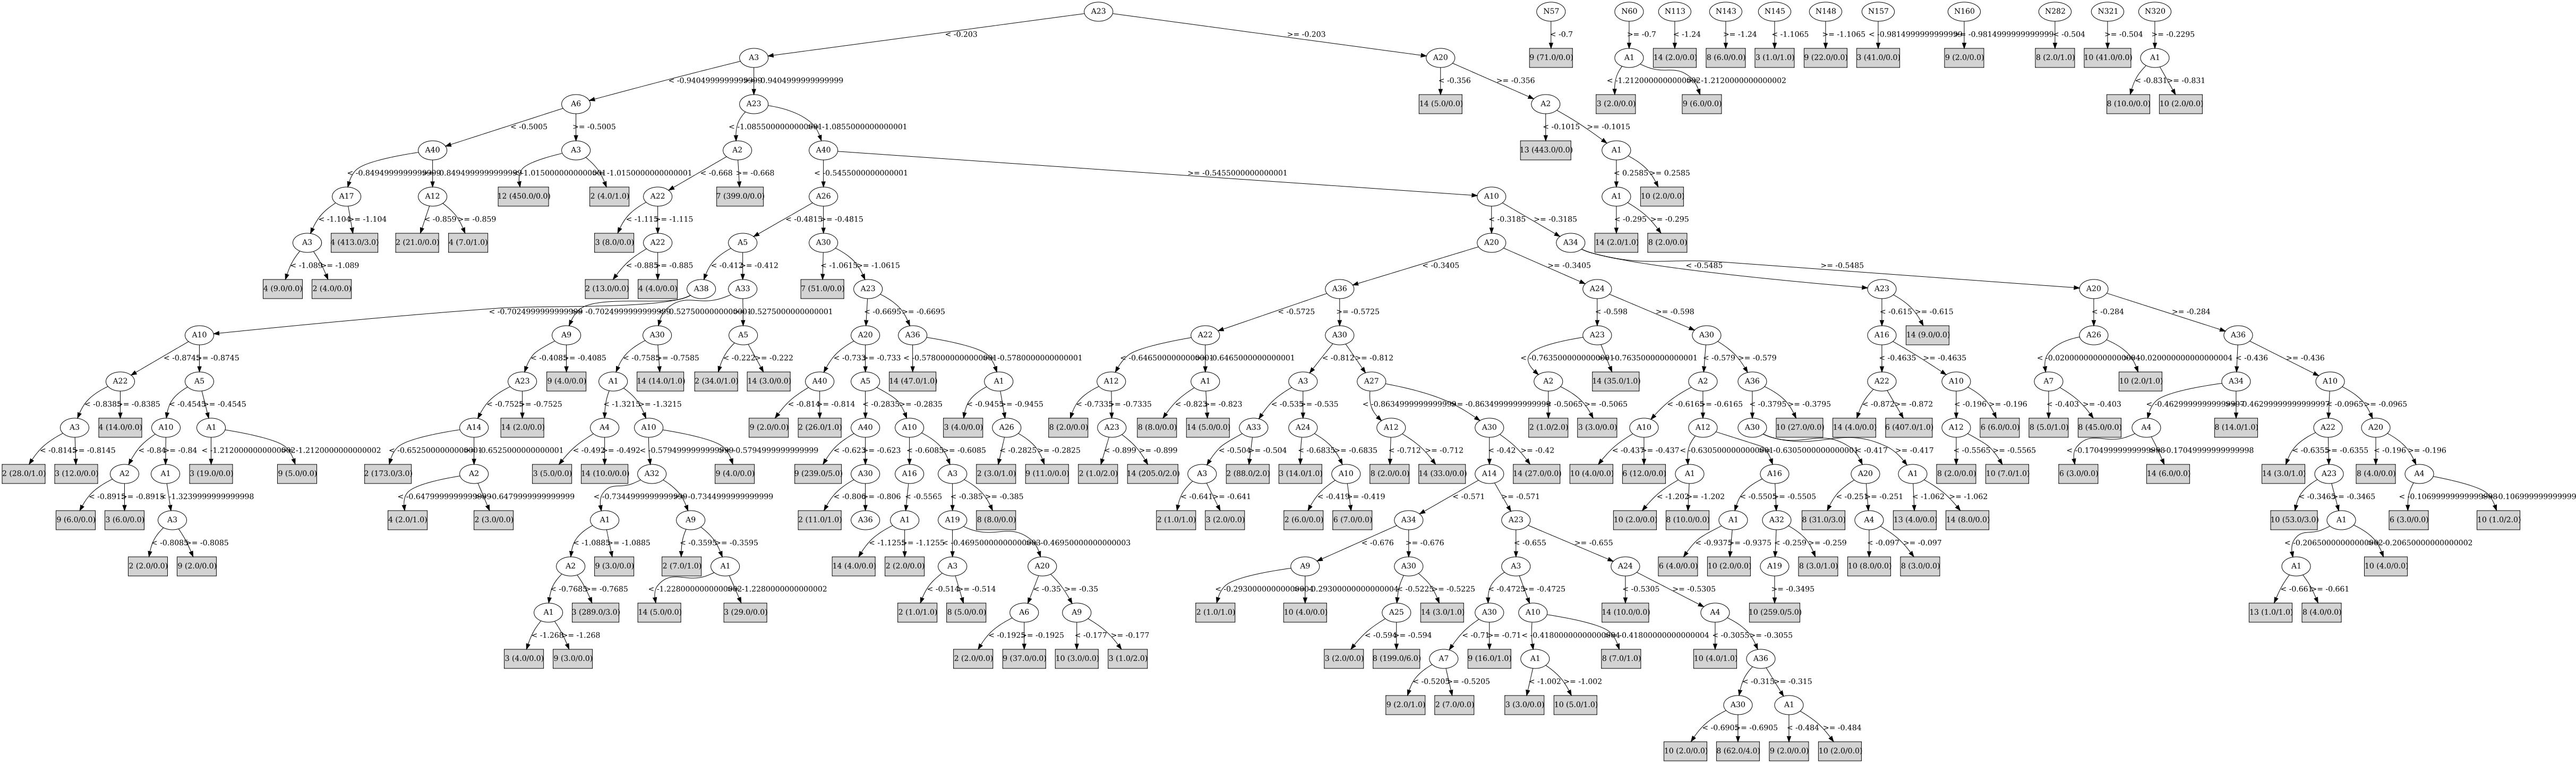 A23 N57 N60 N113 N143 N145 N148 N157 N160 N282 N321 N320
< -0.203 >= -0.203 < -0.7 >= -0.7 < -1.24 >= -1.24 < -1.1065 >= -1.1065 < -0.9814999999999999 >= -0.9814999999999999 < -0.504 >= -0.504 >= -0.2295
A3 A20 9 (71.0/0.0) A1 14 (2.0/0.0) 8 (6.0/0.0) 3 (1.0/1.0) 9 (22.0/0.0) 3 (41.0/0.0) 9 (2.0/0.0) 8 (2.0/1.0) 10 (41.0/0.0) A1
< -0.9404999999999999 >= -0.9404999999999999 < -0.356 >= -0.356 < -1.2120000000000002 >= -1.2120000000000002 < -0.831 >= -0.831
A6 A23 14 (5.0/0.0) A2 3 (2.0/0.0) 9 (6.0/0.0) 8 (10.0/0.0) 10 (2.0/0.0)
< -0.5005 >= -0.5005 < -1.0855000000000001 >= -1.0855000000000001 < -0.1015 >= -0.1015
A40 A3 A2 A40 13 (443.0/0.0) A1
< -0.8494999999999999 >= -0.8494999999999999 < -1.0150000000000001 >= -1.0150000000000001 < -0.668 >= -0.668 < -0.5455000000000001 >= -0.5455000000000001 < 0.2585 >= 0.2585
A17 A12 12 (450.0/0.0) 2 (4.0/1.0) A22 7 (399.0/0.0) A26 A10 A1 10 (2.0/0.0)
< -1.104 >= -1.104 < -0.859 >= -0.859 < -1.115 >= -1.115 < -0.4815 >= -0.4815 < -0.3185 >= -0.3185 < -0.295 >= -0.295
A3 4 (413.0/3.0) 2 (21.0/0.0) 4 (7.0/1.0) 3 (8.0/0.0) A22 A5 A30 A20 A34 14 (2.0/1.0) 8 (2.0/0.0)
< -1.089 >= -1.089 < -0.885 >= -0.885 < -0.412 >= -0.412 < -1.0615 >= -1.0615 < -0.3405 >= -0.3405 < -0.5485 >= -0.5485
4 (9.0/0.0) 2 (4.0/0.0) 2 (13.0/0.0) 4 (4.0/0.0) A38 A33 7 (51.0/0.0) A23 A36 A24 A23 A20
< -0.7024999999999999 >= -0.7024999999999999 < -0.5275000000000001 >= -0.5275000000000001 < -0.6695 >= -0.6695 < -0.5725 >= -0.5725 < -0.598 >= -0.598 < -0.615 >= -0.615 < -0.284 >= -0.284
A10 A9 A30 A5 A20 A36 A22 A30 A23 A30 A16 14 (9.0/0.0) A26 A36
< -0.8745 >= -0.8745 < -0.4085 >= -0.4085 < -0.7585 >= -0.7585 < -0.222 >= -0.222 < -0.733 >= -0.733 < -0.5780000000000001 >= -0.5780000000000001 < -0.6465000000000001 >= -0.6465000000000001 < -0.812 >= -0.812 < -0.7635000000000001 >= -0.7635000000000001 < -0.579 >= -0.579 < -0.4635 >= -0.4635 < -0.020000000000000004 >= -0.020000000000000004 < -0.436 >= -0.436
A22 A5 A23 9 (4.0/0.0) A1 14 (14.0/1.0) 2 (34.0/1.0) 14 (3.0/0.0) A40 A5 14 (47.0/1.0) A1 A12 A1 A3 A27 A2 14 (35.0/1.0) A2 A36 A22 A10 A7 10 (2.0/1.0) A34 A10
< -0.8385 >= -0.8385 < -0.4545 >= -0.4545 < -0.7525 >= -0.7525 < -1.3215 >= -1.3215 < -0.814 >= -0.814 < -0.2835 >= -0.2835 < -0.9455 >= -0.9455 < -0.7335 >= -0.7335 < -0.823 >= -0.823 < -0.535 >= -0.535 < -0.8634999999999999 >= -0.8634999999999999 < -0.5065 >= -0.5065 < -0.6165 >= -0.6165 < -0.3795 >= -0.3795 < -0.872 >= -0.872 < -0.196 >= -0.196 < -0.403 >= -0.403 < -0.46299999999999997 >= -0.46299999999999997 < -0.0965 >= -0.0965
A3 4 (14.0/0.0) A10 A1 A14 14 (2.0/0.0) A4 A10 9 (2.0/0.0) 2 (26.0/1.0) A40 A10 3 (4.0/0.0) A26 8 (2.0/0.0) A23 8 (8.0/0.0) 14 (5.0/0.0) A33 A24 A12 A30 2 (1.0/2.0) 3 (3.0/0.0) A10 A12 A30 10 (27.0/0.0) 14 (4.0/0.0) 6 (407.0/1.0) A12 6 (6.0/0.0) 8 (5.0/1.0) 8 (45.0/0.0) A4 8 (14.0/1.0) A22 A20
< -0.8145 >= -0.8145 < -0.84 >= -0.84 < -1.2120000000000002 >= -1.2120000000000002 < -0.6525000000000001 >= -0.6525000000000001 < -0.492 >= -0.492 < -0.5794999999999999 >= -0.5794999999999999 < -0.623 >= -0.623 < -0.6085 >= -0.6085 < -0.2825 >= -0.2825 < -0.899 >= -0.899 < -0.504 >= -0.504 < -0.6835 >= -0.6835 < -0.712 >= -0.712 < -0.42 >= -0.42 < -0.437 >= -0.437 < -0.6305000000000001 >= -0.6305000000000001 < -0.417 >= -0.417 < -0.5565 >= -0.5565 < -0.17049999999999998 >= -0.17049999999999998 < -0.6355 >= -0.6355 < -0.196 >= -0.196
2 (28.0/1.0) 3 (12.0/0.0) A2 A1 3 (19.0/0.0) 9 (5.0/0.0) 2 (173.0/3.0) A2 3 (5.0/0.0) 14 (10.0/0.0) A32 9 (4.0/0.0) 9 (239.0/5.0) A30 A16 A3 2 (3.0/1.0) 9 (11.0/0.0) 2 (1.0/2.0) 14 (205.0/2.0) A3 2 (88.0/2.0) 3 (14.0/1.0) A10 8 (2.0/0.0) 14 (33.0/0.0) A14 14 (27.0/0.0) 10 (4.0/0.0) 6 (12.0/0.0) A1 A16 A20 A1 8 (2.0/0.0) 10 (7.0/1.0) 6 (3.0/0.0) 14 (6.0/0.0) 14 (3.0/1.0) A23 8 (4.0/0.0) A4
< -0.8915 >= -0.8915 < -1.3239999999999998 < -0.6479999999999999 >= -0.6479999999999999 < -0.7344999999999999 >= -0.7344999999999999 < -0.806 >= -0.806 < -0.5565 < -0.385 >= -0.385 < -0.641 >= -0.641 < -0.419 >= -0.419 < -0.571 >= -0.571 < -1.202 >= -1.202 < -0.5505 >= -0.5505 < -0.251 >= -0.251 < -1.062 >= -1.062 < -0.3465 >= -0.3465
9 (6.0/0.0) 3 (6.0/0.0) A3 4 (2.0/1.0) 2 (3.0/0.0) A1 A9 2 (11.0/1.0) A36 A1 A19 8 (8.0/0.0) 2 (1.0/1.0) 3 (2.0/0.0) 2 (6.0/0.0) 6 (7.0/0.0) A34 A23 10 (2.0/0.0) 8 (10.0/0.0) A1 A32 8 (31.0/3.0) A4 13 (4.0/0.0) 14 (8.0/0.0) 10 (53.0/3.0) A1 6 (3.0/0.0) 10 (1.0/2.0)
< -0.8085 >= -0.8085 < -1.0885 >= -1.0885 < -0.3595 >= -0.3595 < -1.1255 >= -1.1255 < -0.46950000000000003 >= -0.46950000000000003 < -0.676 >= -0.676 < -0.655 >= -0.655 < -0.9375 >= -0.9375 < -0.259 >= -0.259 < -0.097 >= -0.097 < -0.20650000000000002 >= -0.20650000000000002
2 (2.0/0.0) 9 (2.0/0.0) A2 9 (3.0/0.0) 2 (7.0/1.0) A1 14 (4.0/0.0) 2 (2.0/0.0) A3 A20 A9 A30 A3 A24 6 (4.0/0.0) 10 (2.0/0.0) A19 8 (3.0/1.0) 10 (8.0/0.0) 8 (3.0/0.0) A1 10 (4.0/0.0)
< -0.7685 >= -0.7685 < -1.2280000000000002 >= -1.2280000000000002 < -0.514 >= -0.514 < -0.35 >= -0.35 < -0.29300000000000004 >= -0.29300000000000004 < -0.5225 >= -0.5225 < -0.4725 >= -0.4725 < -0.5305 >= -0.5305 >= -0.3495 < -0.661 >= -0.661
A1 3 (289.0/3.0) 14 (5.0/0.0) 3 (29.0/0.0) 2 (1.0/1.0) 8 (5.0/0.0) A6 A9 2 (1.0/1.0) 10 (4.0/0.0) A25 14 (3.0/1.0) A30 A10 14 (10.0/0.0) A4 10 (259.0/5.0) 13 (1.0/1.0) 8 (4.0/0.0)
< -1.268 >= -1.268 < -0.1925 >= -0.1925 < -0.177 >= -0.177 < -0.594 >= -0.594 < -0.71 >= -0.71 < -0.41800000000000004 >= -0.41800000000000004 < -0.3055 >= -0.3055
3 (4.0/0.0) 9 (3.0/0.0) 2 (2.0/0.0) 9 (37.0/0.0) 10 (3.0/0.0) 3 (1.0/2.0) 3 (2.0/0.0) 8 (199.0/6.0) A7 9 (16.0/1.0) A1 8 (7.0/1.0) 10 (4.0/1.0) A36
< -0.5205 >= -0.5205 < -1.002 >= -1.002 < -0.315 >= -0.315
9 (2.0/1.0) 2 (7.0/0.0) 3 (3.0/0.0) 10 (5.0/1.0) A30 A1
< -0.6905 >= -0.6905 < -0.484 >= -0.484
10 (2.0/0.0) 8 (62.0/4.0) 9 (2.0/0.0) 10 (2.0/0.0)